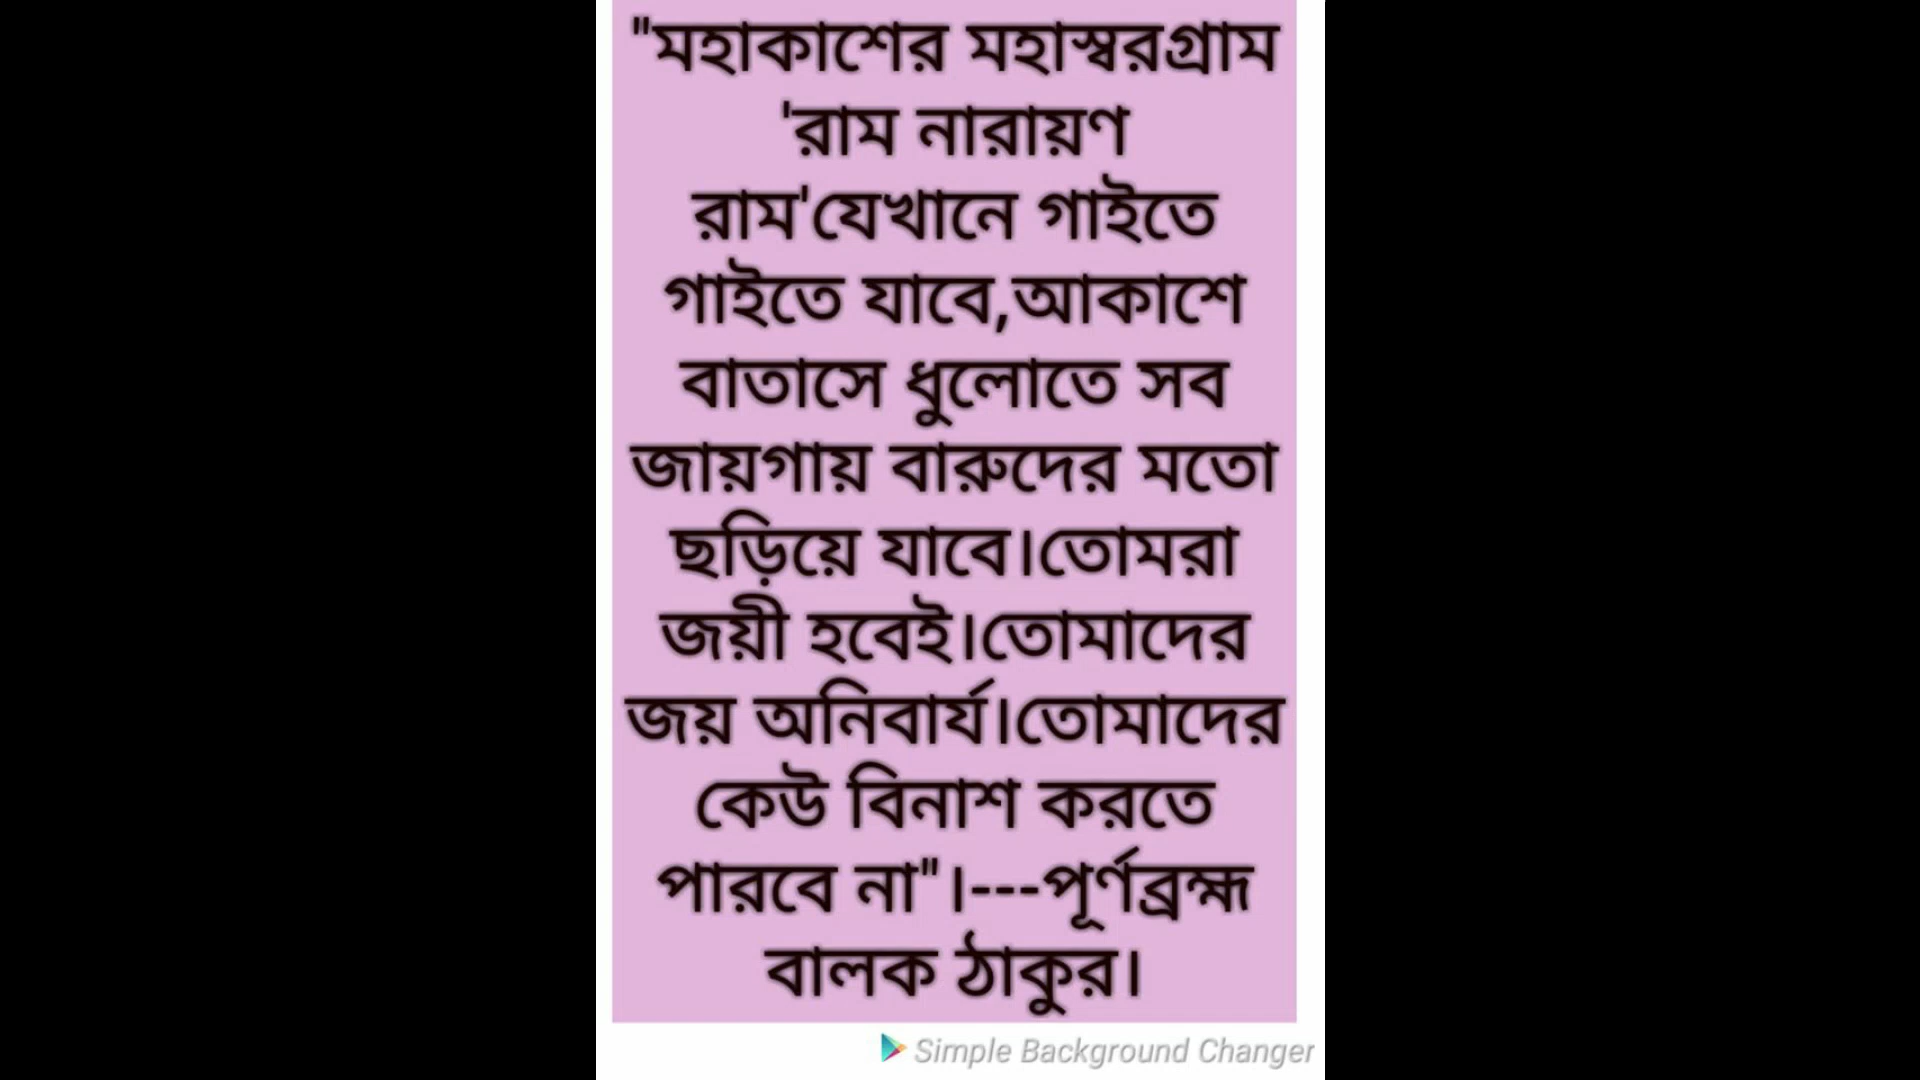 "মহাকাশের মহাস্বরগ্রাম
'রাম নারায়ণ
রাম'যেখানে গাইতে
গাইতে যাবে,আকাশে
বাতাসে ধুলোতে সব
জায়গায় বারুদের মতো
ছড়িয়ে যাবে।তোমরা
জয়ী হবেই।তোমাদের
জয় অনিবার্য।তোমাদের
কেউ বিনাশ করতে
পারবে না"।---পূর্ণব্রহ্ম
বালক ঠাকুর।
Simple Background Changer